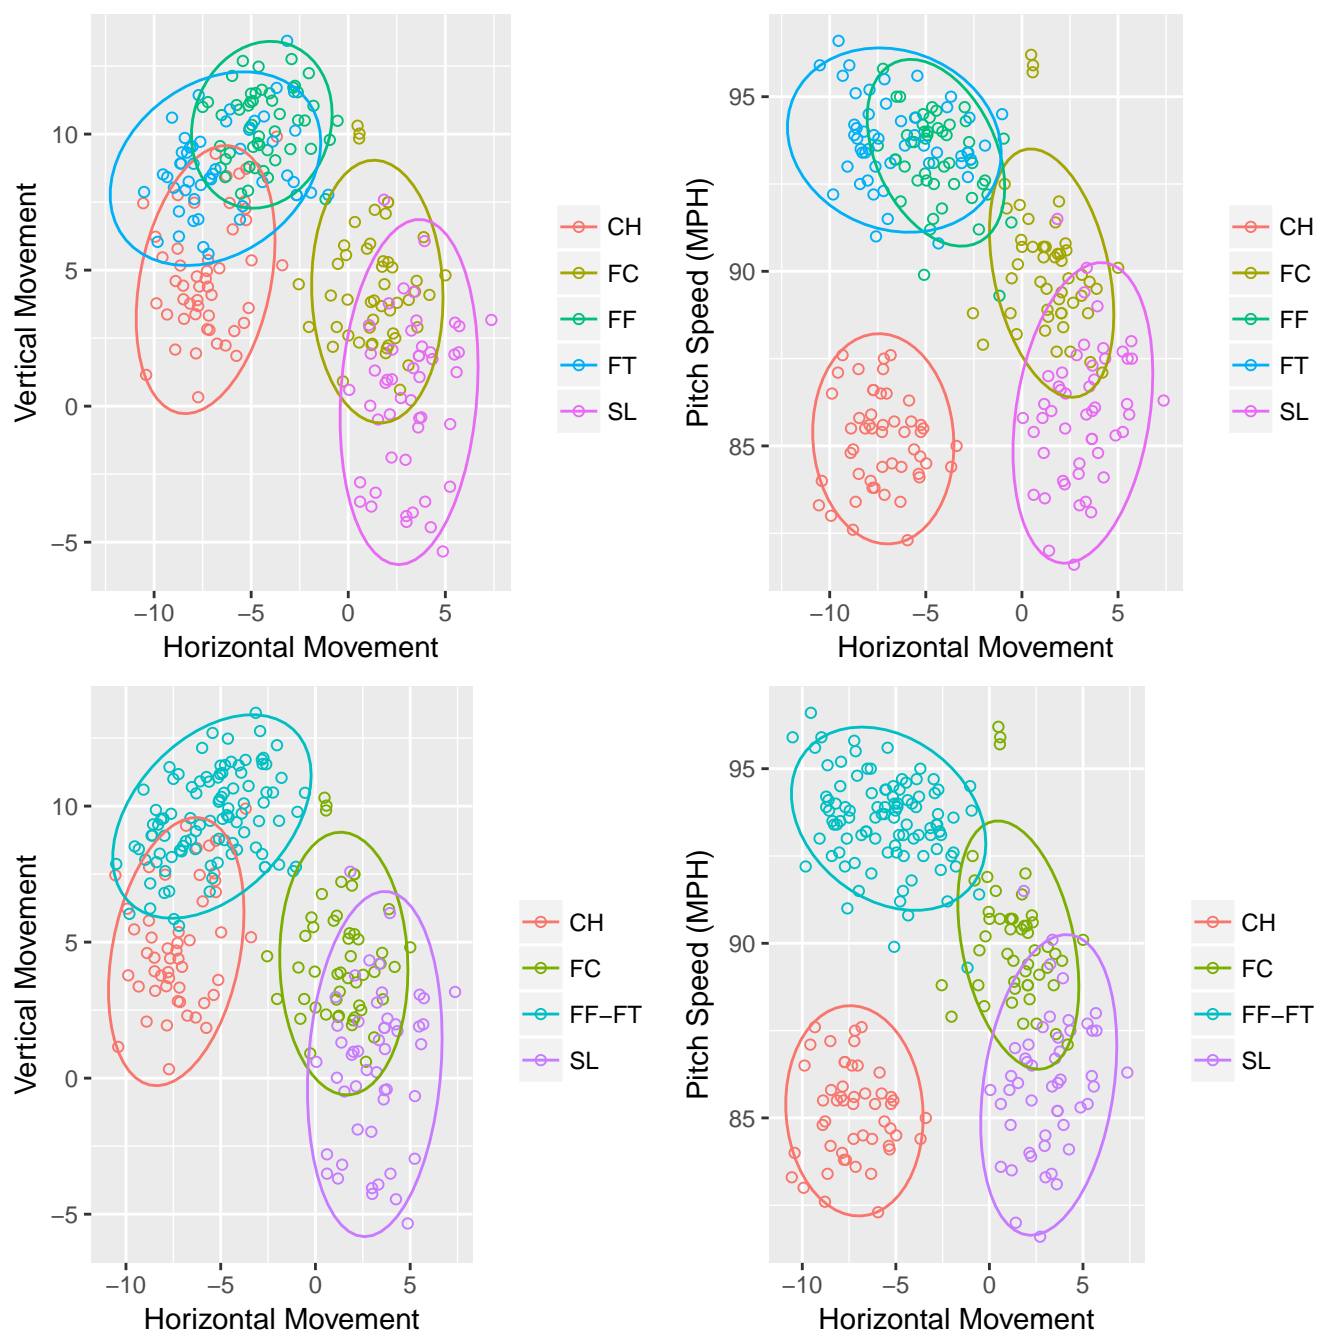 Vertical Movement
10
5
0
−5
−10
−5
0
5
Horizontal Movement
CH
FC
FF
FT
SL
Pitch Speed (MPH)
95
90
85
−10
−5
0
5
Horizontal Movement
CH
FC
FF
FT
SL
Vertical Movement
10
5
0
−5
−10
−5
0
5
Horizontal Movement
CH
FC
FF−FT
SL
Pitch Speed (MPH)
95
90
85
−10
−5
0
5
Horizontal Movement
CH
FC
FF−FT
SL